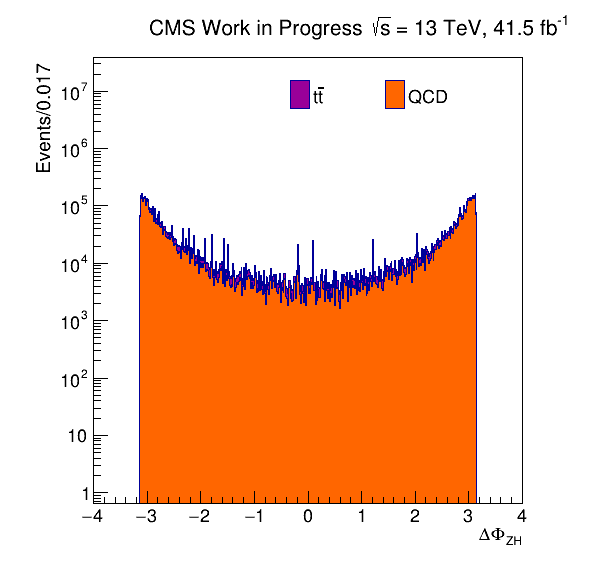 CMS Work in Progress √s = 13 TeV, 41.5 fb⁻¹
Events/0.017
tt̅
QCD
10⁷
10⁶
10⁵
10⁴
10³
10²
10
1
−4 −3 −2 −1 0 1 2 3 4
ΔΦ_ZH